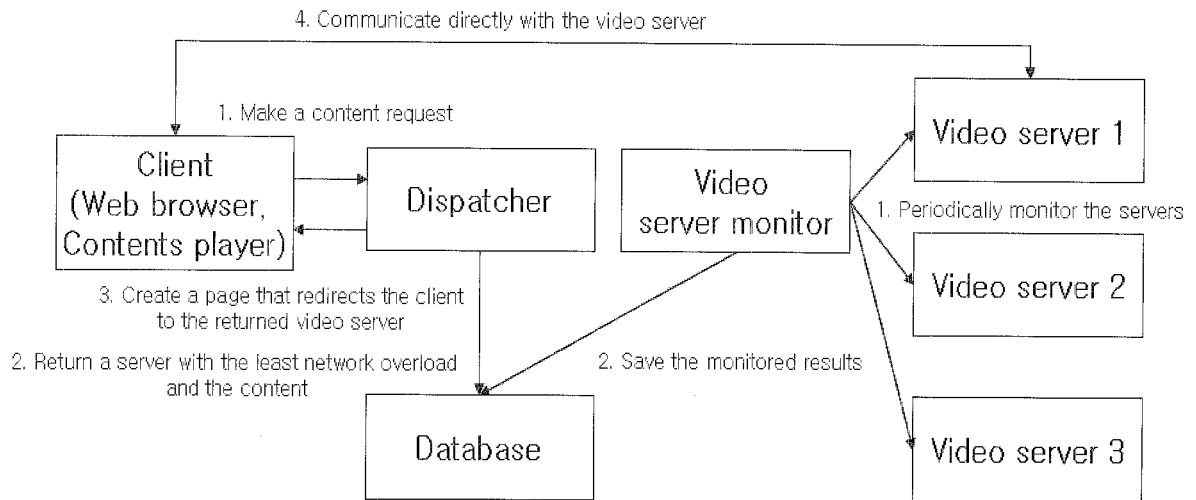 4. Communicate directly with the video server
1. Make a content request
Client
(Web browser,
Contents player)
Dispatcher
Video
server monitor
Video server 1
1. Periodically monitor the servers
Video server 2
3. Create a page that redirects the client
to the returned video server
2. Return a server with the least network overload
and the content
2. Save the monitored results
Database
Video server 3